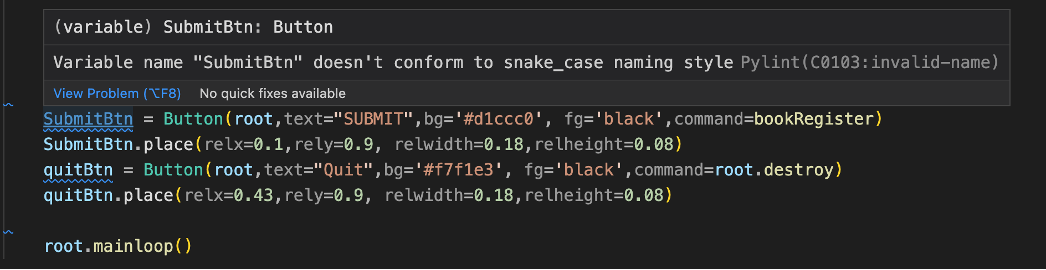 (variable) SubmitBtn: Button
Variable name "SubmitBtn" doesn't conform to snake_case naming style Pylint(C0103:invalid-name)
View Problem (⌥F8) No quick fixes available
SubmitBtn = Button(root,text="SUBMIT",bg='#d1ccc0', fg='black',command=bookRegister)
SubmitBtn.place(relx=0.1,rely=0.9, relwidth=0.18,relheight=0.08)
quitBtn = Button(root,text="Quit",bg='#f7f1e3', fg='black',command=root.destroy)
quitBtn.place(relx=0.43,rely=0.9, relwidth=0.18,relheight=0.08)
root.mainloop()